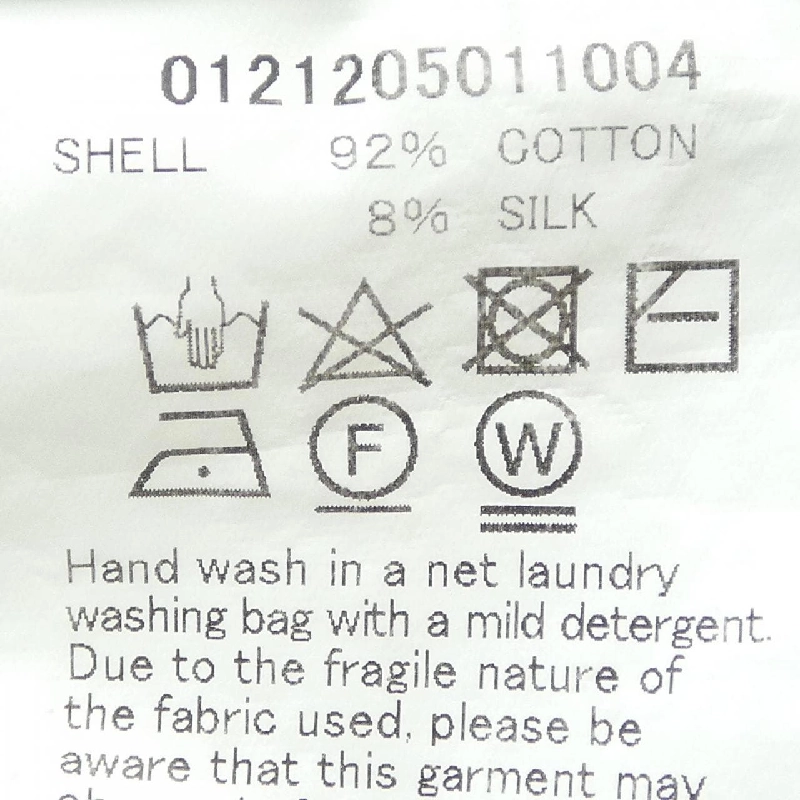 0121205011004
SHELL 92% COTTON
8% SILK
F W
Hand wash in a net laundry
washing bag with a mild detergent.
Due to the fragile nature of
the fabric used, please be
aware that this garment may